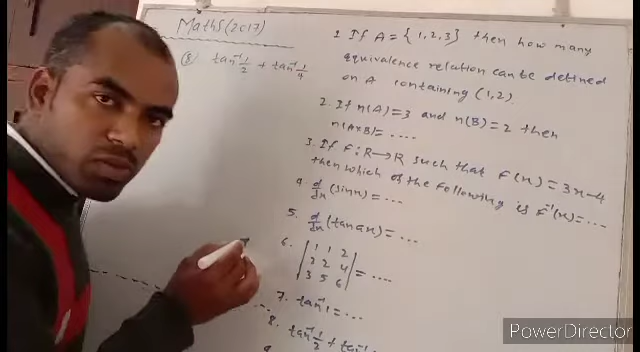 Maths(2017)
(8) tan⁻¹ 1/2 + tan⁻¹ 1/4
1. If A = { 1, 2, 3 } then how many
equivalence relation can be defined
on A containing (1,2).
2. If n(A) = 3 and n(B) = 2 then
n(A×B) = ....
3. If F: R → R such that F(x) = 3x-4
then which of the following is F⁻¹(x) = ...
4. d/dx (sinx) = ...
5. d/dx (tan ax) = ...
6. | 1 1 2 |
| 3 2 4 | = ....
| 3 5 6 |
7. tan⁻¹ 1 = ...
8. tan⁻¹ 1/2 + tan⁻¹
PowerDirector